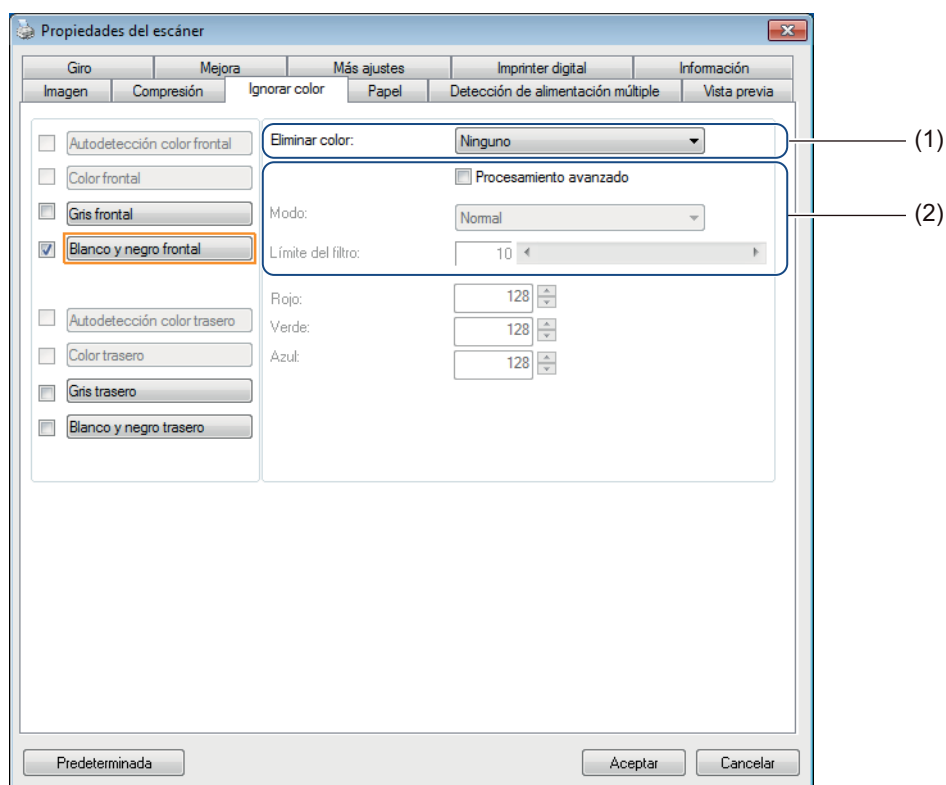 Propiedades del escáner
Giro Mejora Más ajustes Imprinter digital Información
Imagen Compresión Ignorar color Papel Detección de alimentación múltiple Vista previa
Autodetección color frontal Eliminar color: Ninguno (1)
Color frontal Procesamiento avanzado
Gris frontal Modo: Normal (2)
Blanco y negro frontal Límite del filtro: 10
Rojo: 128
Autodetección color trasero Verde: 128
Color trasero Azul: 128
Gris trasero
Blanco y negro trasero
Predeterminada Aceptar Cancelar